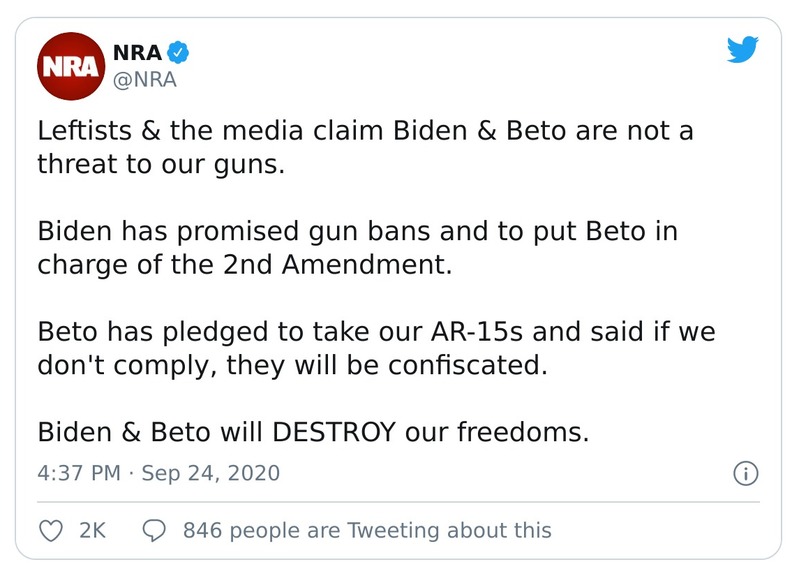 NRA
NRA
@NRA
Leftists & the media claim Biden & Beto are not a
threat to our guns.
Biden has promised gun bans and to put Beto in
charge of the 2nd Amendment.
Beto has pledged to take our AR-15s and said if we
don't comply, they will be confiscated.
Biden & Beto will DESTROY our freedoms.
4:37 PM · Sep 24, 2020
2K 846 people are Tweeting about this